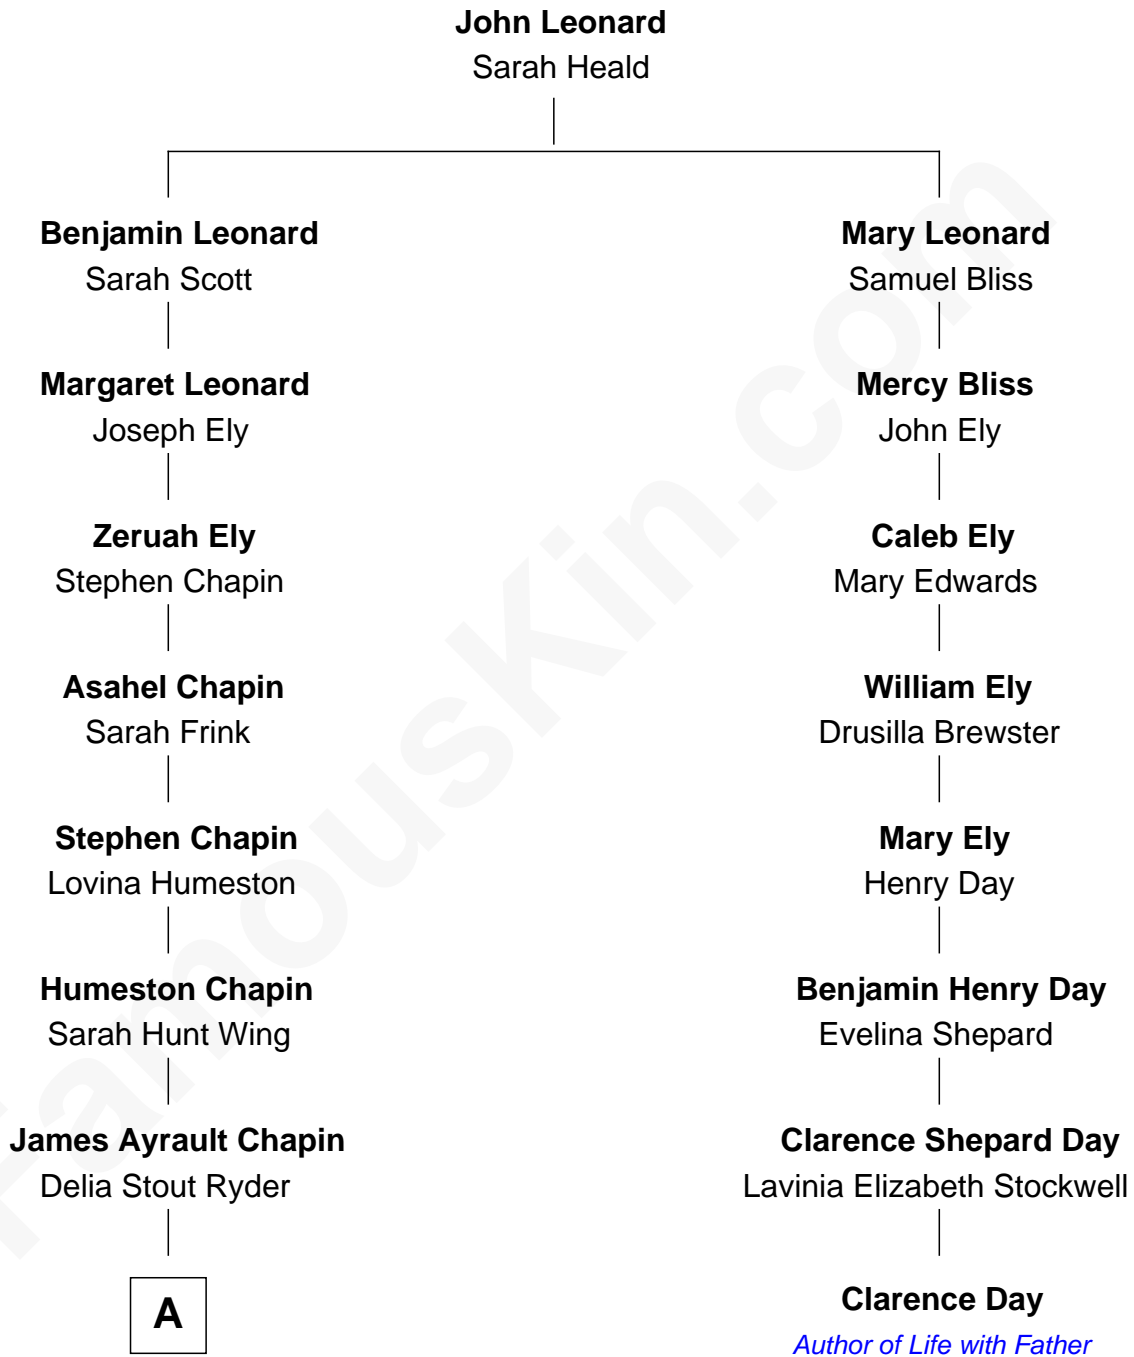 John Leonard
Sarah Heald
Benjamin Leonard
Sarah Scott
Margaret Leonard
Joseph Ely
Zeruah Ely
Stephen Chapin
Asahel Chapin
Sarah Frink
Stephen Chapin
Lovina Humeston
Humeston Chapin
Sarah Hunt Wing
James Ayrault Chapin
Delia Stout Ryder
A
Mary Leonard
Samuel Bliss
Mercy Bliss
John Ely
Caleb Ely
Mary Edwards
William Ely
Drusilla Brewster
Mary Ely
Henry Day
Benjamin Henry Day
Evelina Shepard
Clarence Shepard Day
Lavinia Elizabeth Stockwell
Clarence Day
Author of Life with Father
FamousKin.com